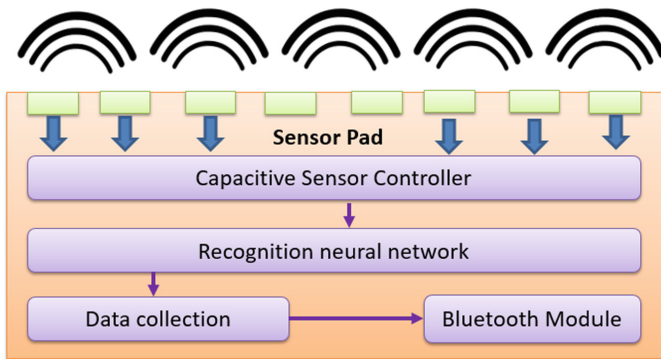 Sensor Pad
Capacitive Sensor Controller
Recognition neural network
Data collection
Bluetooth Module